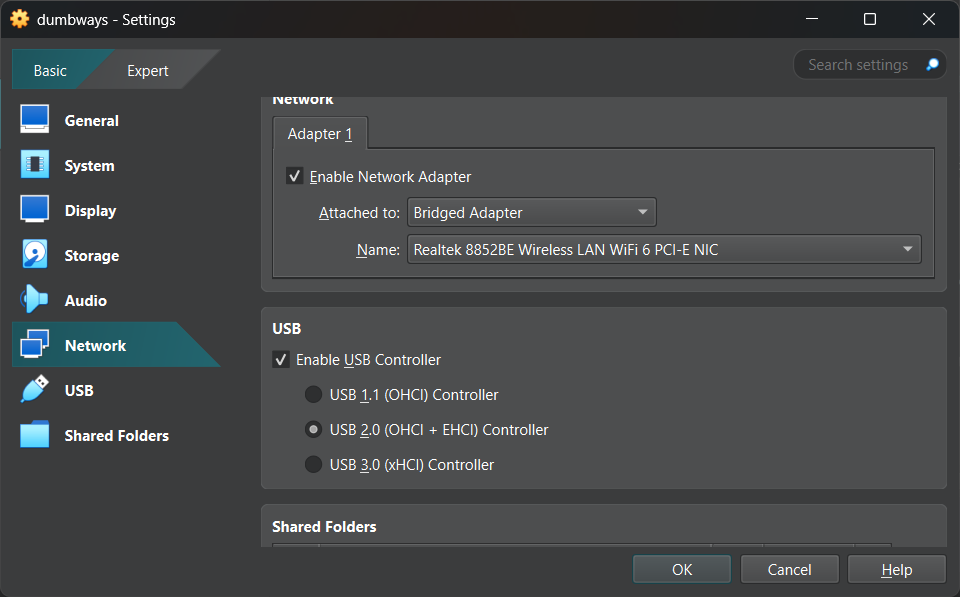 dumbways - Settings
Basic
Expert
Search settings
General
System
Display
Storage
Audio
Network
USB
Shared Folders
Network
Adapter 1
Enable Network Adapter
Attached to: Bridged Adapter
Name: Realtek 8852BE Wireless LAN WiFi 6 PCI-E NIC
USB
Enable USB Controller
USB 1.1 (OHCI) Controller
USB 2.0 (OHCI + EHCI) Controller
USB 3.0 (xHCI) Controller
Shared Folders
OK
Cancel
Help